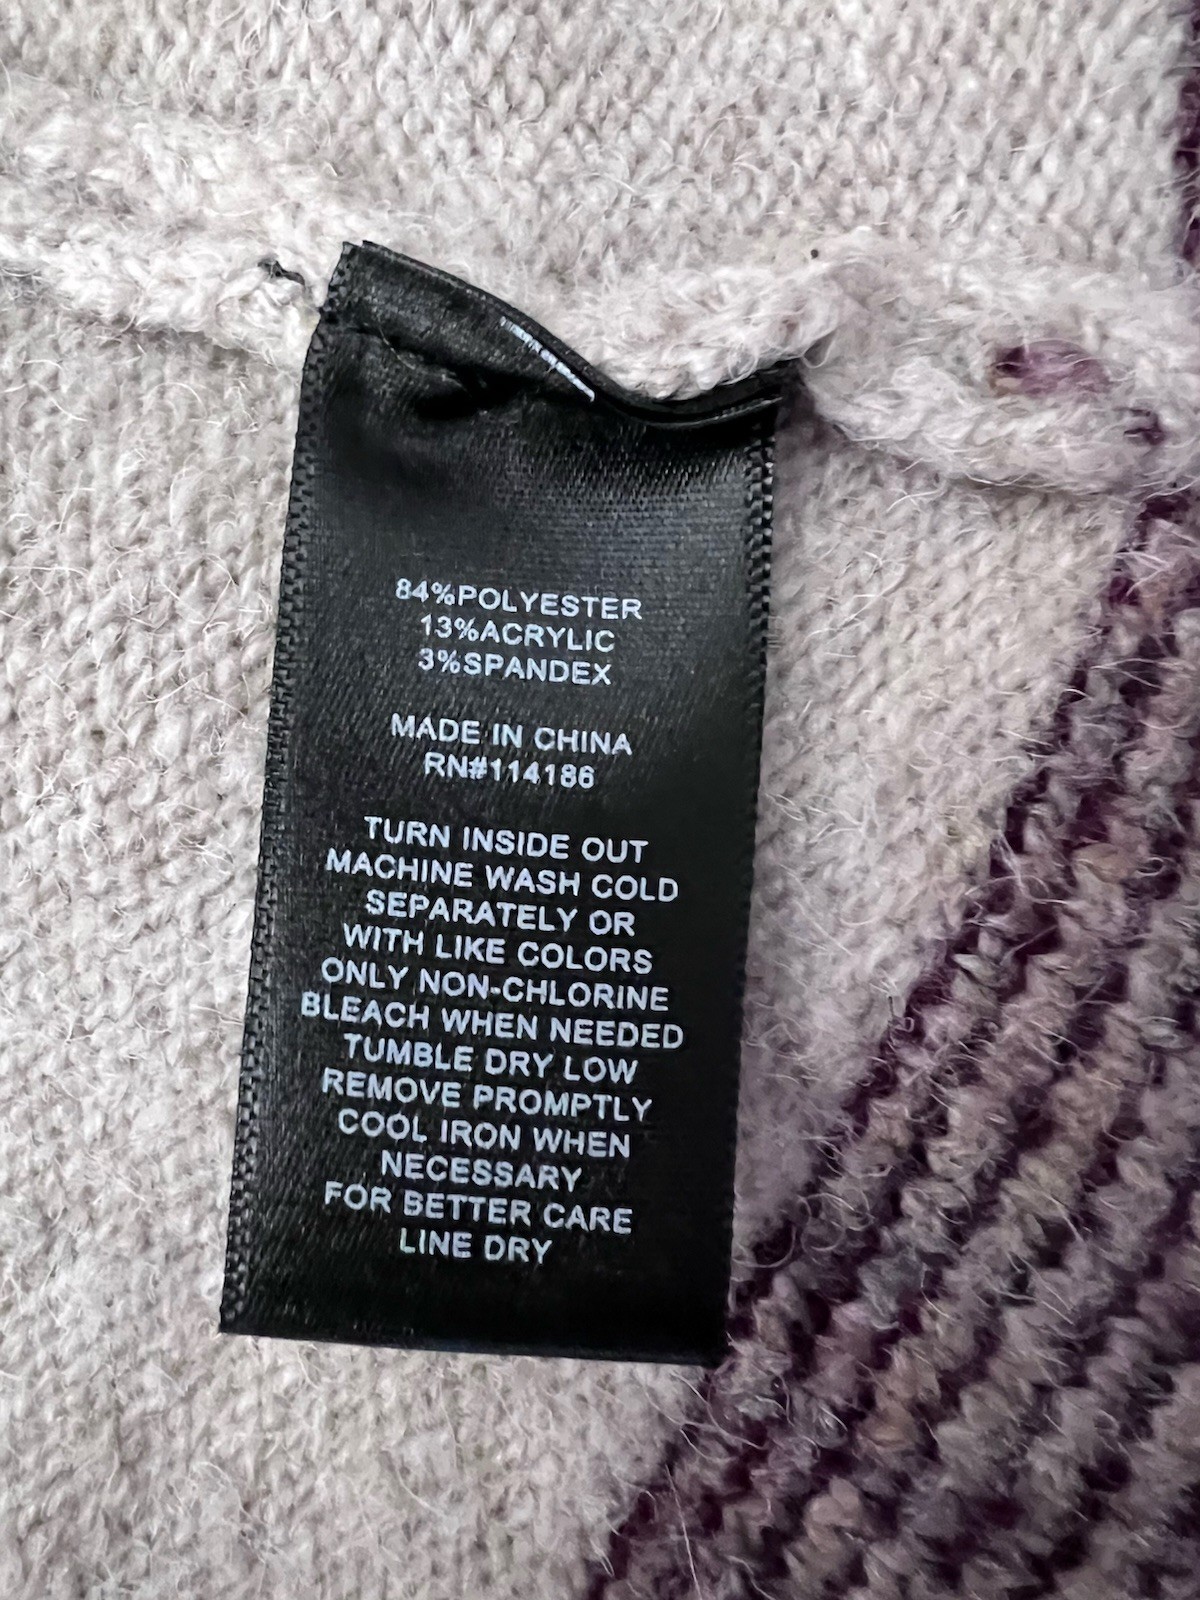 84%POLYESTER
13%ACRYLIC
3%SPANDEX
MADE IN CHINA
RN#114186
TURN INSIDE OUT
MACHINE WASH COLD
SEPARATELY OR
WITH LIKE COLORS
ONLY NON-CHLORINE
BLEACH WHEN NEEDED
TUMBLE DRY LOW
REMOVE PROMPTLY
COOL IRON WHEN
NECESSARY
FOR BETTER CARE
LINE DRY